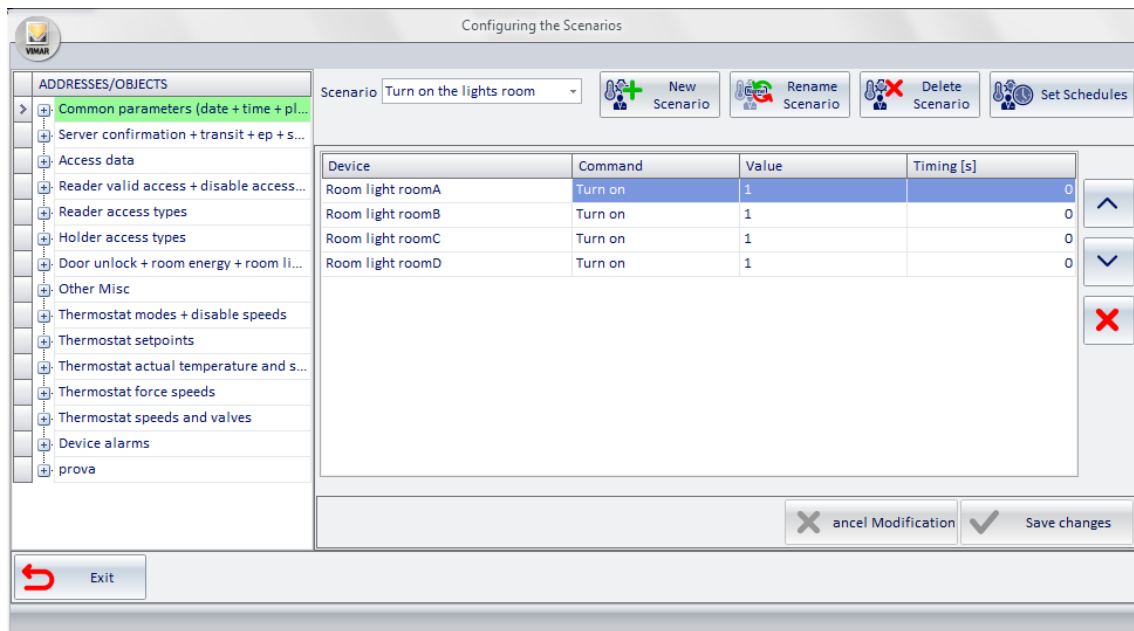 Configuring the Scenarios
VIMAR
ADDRESSES/OBJECTS
Common parameters (date + time + pl...
Server confirmation + transit + ep + s...
Access data
Reader valid access + disable access...
Reader access types
Holder access types
Door unlock + room energy + room li...
Other Misc
Thermostat modes + disable speeds
Thermostat setpoints
Thermostat actual temperature and s...
Thermostat force speeds
Thermostat speeds and valves
Device alarms
prova
Scenario Turn on the lights room
New
Scenario
Name1
Rename
Scenario
Delete
Scenario
Set Schedules
Device Command Value Timing [s]
Room light roomA Turn on 1 0
Room light roomB Turn on 1 0
Room light roomC Turn on 1 0
Room light roomD Turn on 1 0
ancel Modification Save changes
Exit